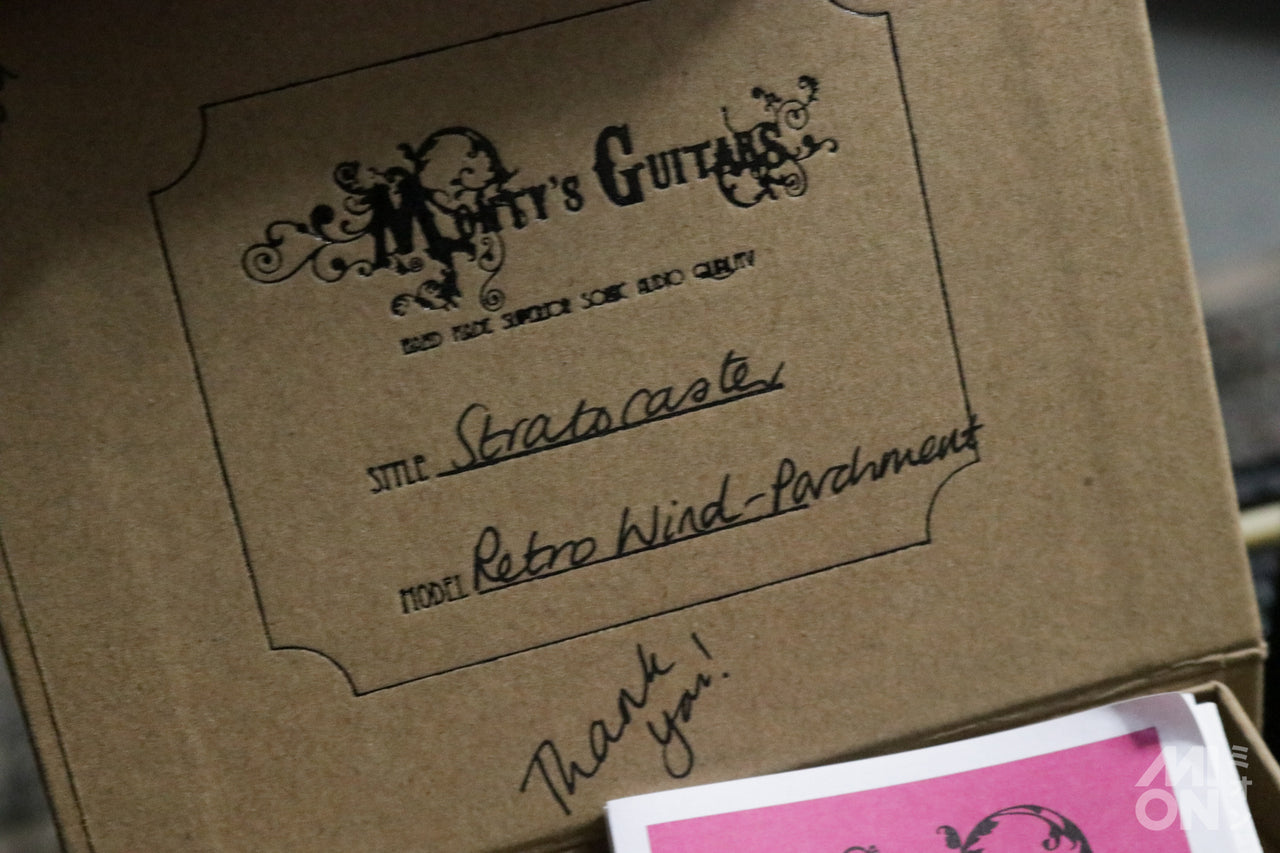 Monty's Guitars
HAND MADE SUPERIOR SONIC AUDIO QUALITY
STYLE Stratocaster
MODEL Retro Wind-Parchment
Thank
you!